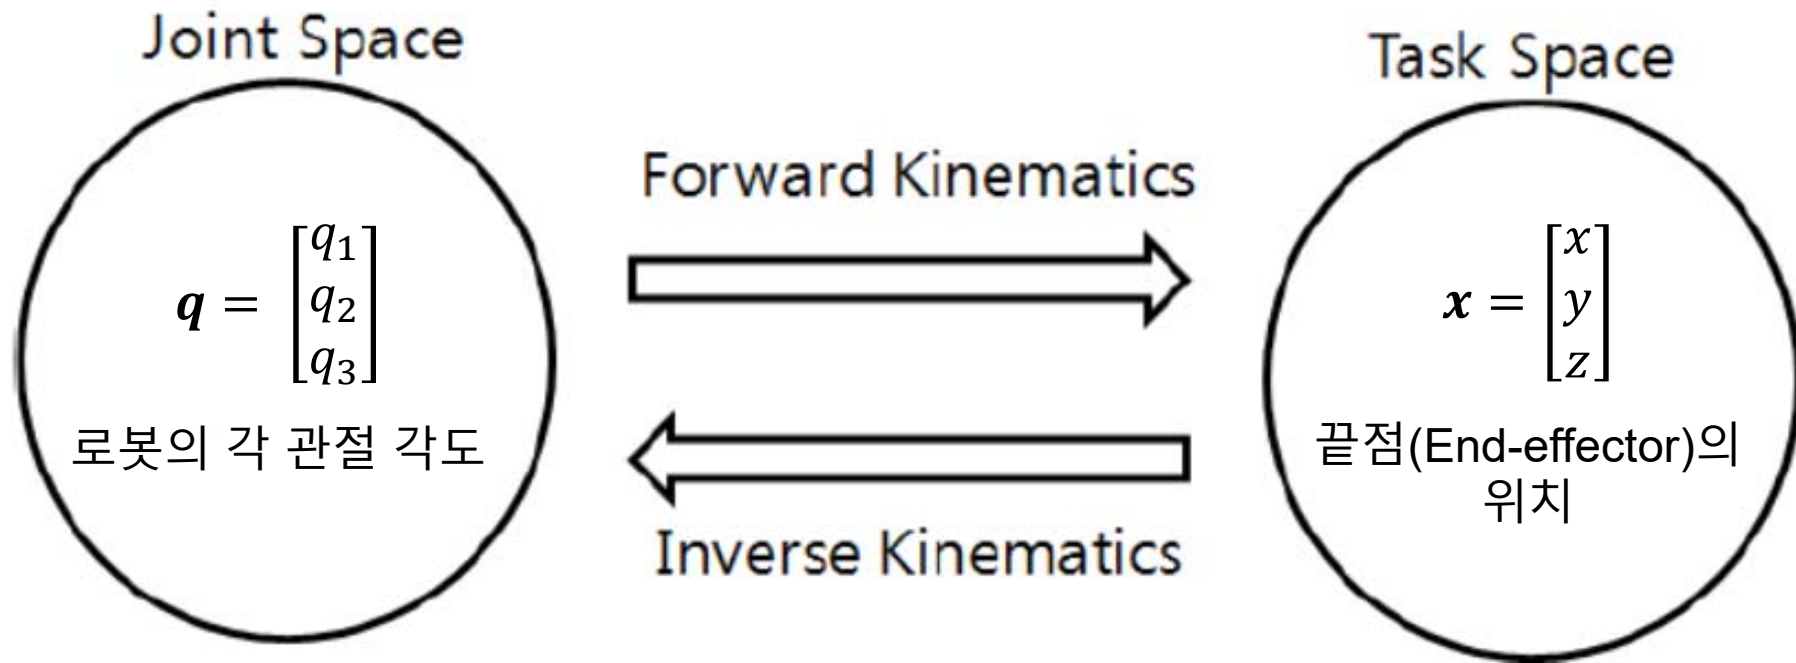 Joint Space
q = [q1 q2 q3]
로봇의 각 관절 각도
Forward Kinematics
Inverse Kinematics
Task Space
x = [x y z]
끝점(End-effector)의
위치